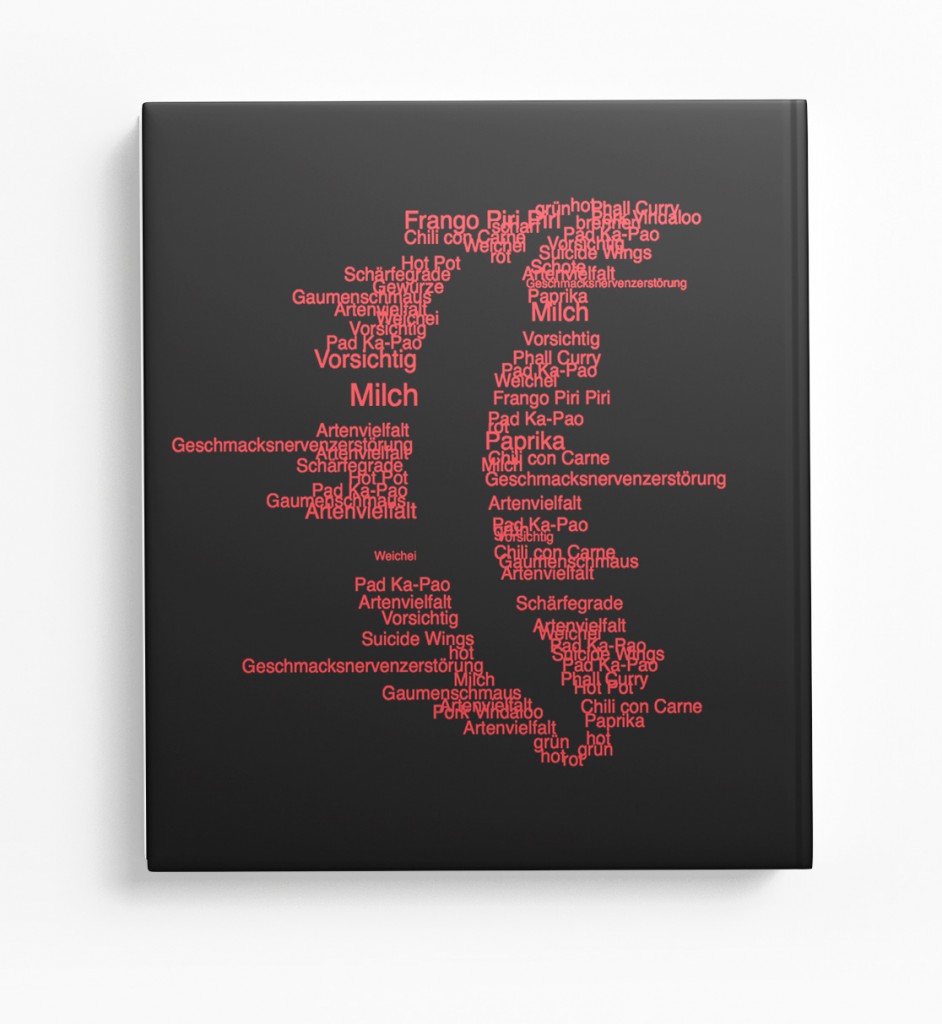 Frango Piri Piri
Chili con Carne
scharf
Weichei
rot
Hot Pot
Schärfegrade
Gewürze
Gaumenschmaus
Artenvielfalt
Weichei
Vorsichtig
Pad Ka-Pao
Vorsichtig
Milch
Artenvielfalt
Geschmacksnervenzerstörung
Artenvielfalt
Schärfegrade
Hot Pot
Pad Ka-Pao
Gaumenschmaus
Artenvielfalt
Weichei
Pad Ka-Pao
Artenvielfalt
Vorsichtig
Suicide Wings
hot
Geschmacksnervenzerstörung
Milch
Gaumenschmaus
Artenvielfalt
Pork Vindaloo
Artenvielfalt
grün
hot
rot
grün
hot
Phall Curry
Pork Vindaloo
brennen
Pad Ka-Pao
Vorsichtig
Suicide Wings
Schote
Artenvielfalt
Geschmacksnervenzerstörung
Paprika
Milch
Vorsichtig
Phall Curry
Pad Ka-Pao
Weichei
Frango Piri Piri
Pad Ka-Pao
rot
Paprika
Chili con Carne
Milch
Geschmacksnervenzerstörung
Artenvielfalt
Pad Ka-Pao
grün
Vorsichtig
Chili con Carne
Gaumenschmaus
Artenvielfalt
Schärfegrade
Artenvielfalt
Weichei
Pad Ka-Pao
Suicide Wings
Pad Ka-Pao
Phall Curry
Hot Pot
Chili con Carne
Paprika
hot
grün